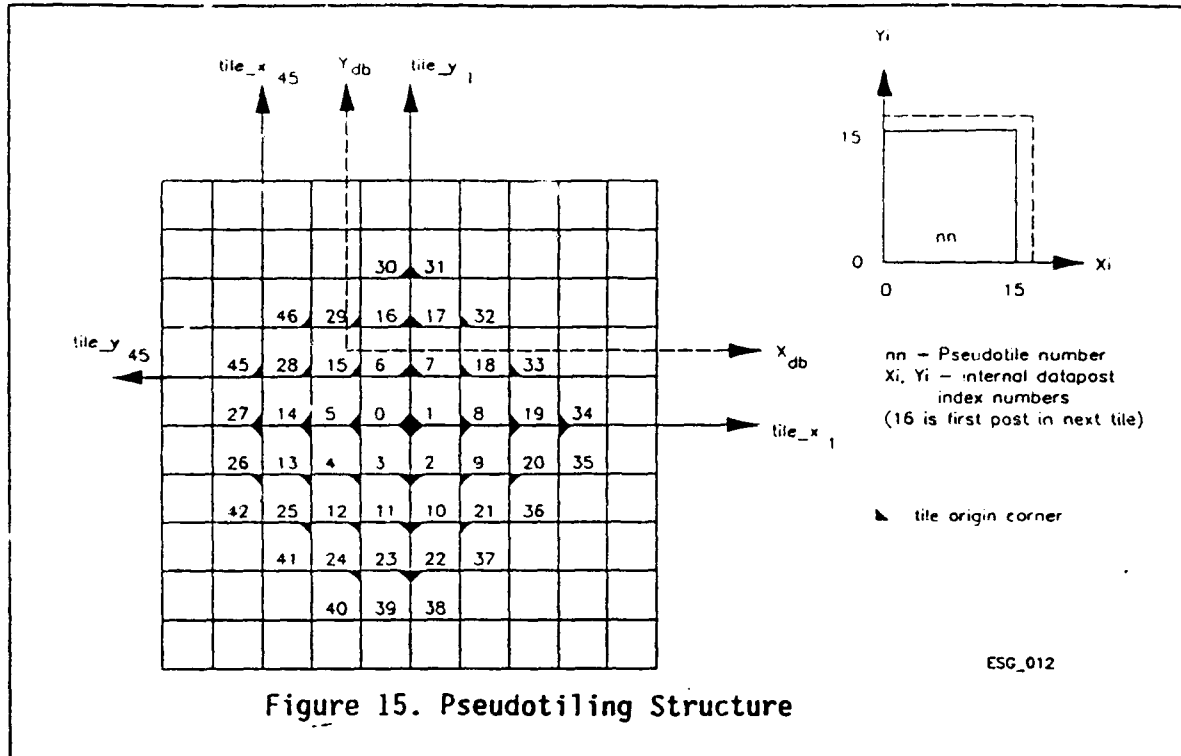 tile_x 45
Y db
tile_y 1
Yi
15
nn
0
Xi
0 15
30 31
46 29 16 17 32
tile_y 45
X db
45 28 15 6 7 18 33
27 14 5 0 1 8 19 34
tile_x 1
26 13 4 3 2 9 20 35
42 25 12 11 10 21 36
41 24 23 22 37
40 39 38
nn - Pseudotile number
Xi, Yi - internal datapost
index numbers
(16 is first post in next tile)
tile origin corner
ESG_012
Figure 15. Pseudotiling Structure